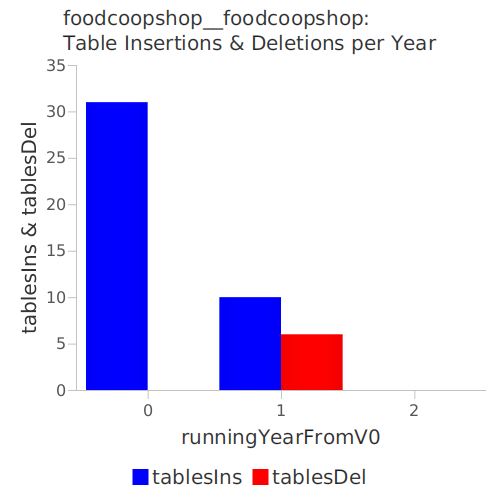 foodcoopshop__foodcoopshop:
Table Insertions & Deletions per Year
35
30
25
20
15
10
5
0
tablesIns & tablesDel
0 1 2
runningYearFromV0
tablesIns tablesDel